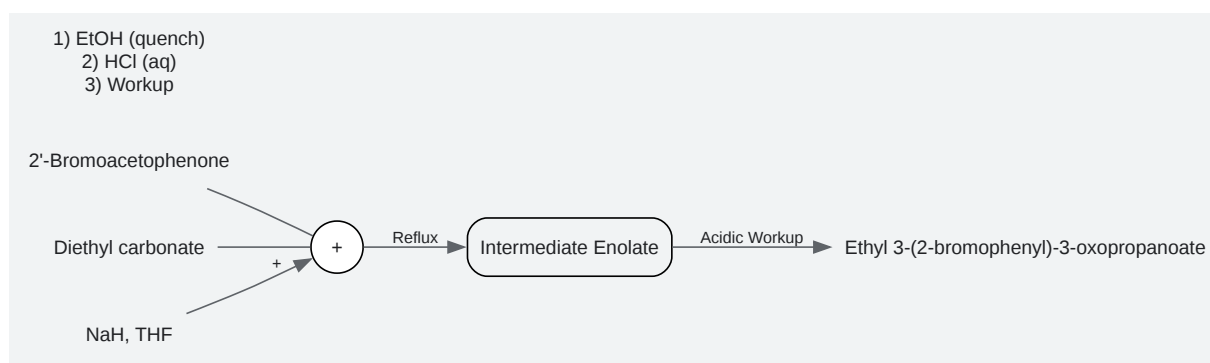 1) EtOH (quench)
2) HCl (aq)
3) Workup
2'-Bromoacetophenone
Diethyl carbonate
+
NaH, THF
+
Reflux
Intermediate Enolate
Acidic Workup
Ethyl 3-(2-bromophenyl)-3-oxopropanoate